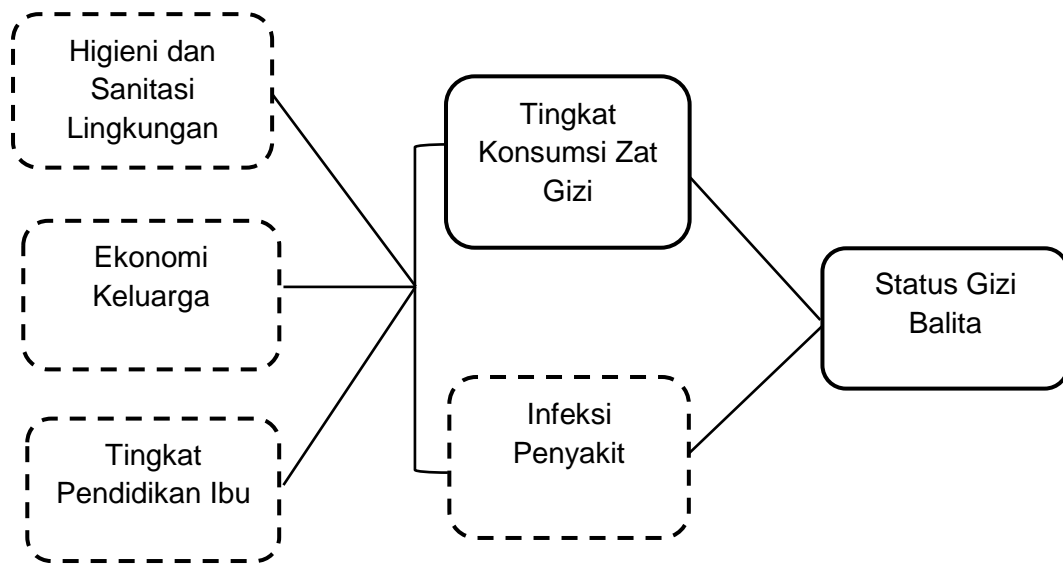 Higieni dan
Sanitasi
Lingkungan
Ekonomi
Keluarga
Tingkat
Pendidikan Ibu
Tingkat
Konsumsi Zat
Gizi
Infeksi
Penyakit
Status Gizi
Balita